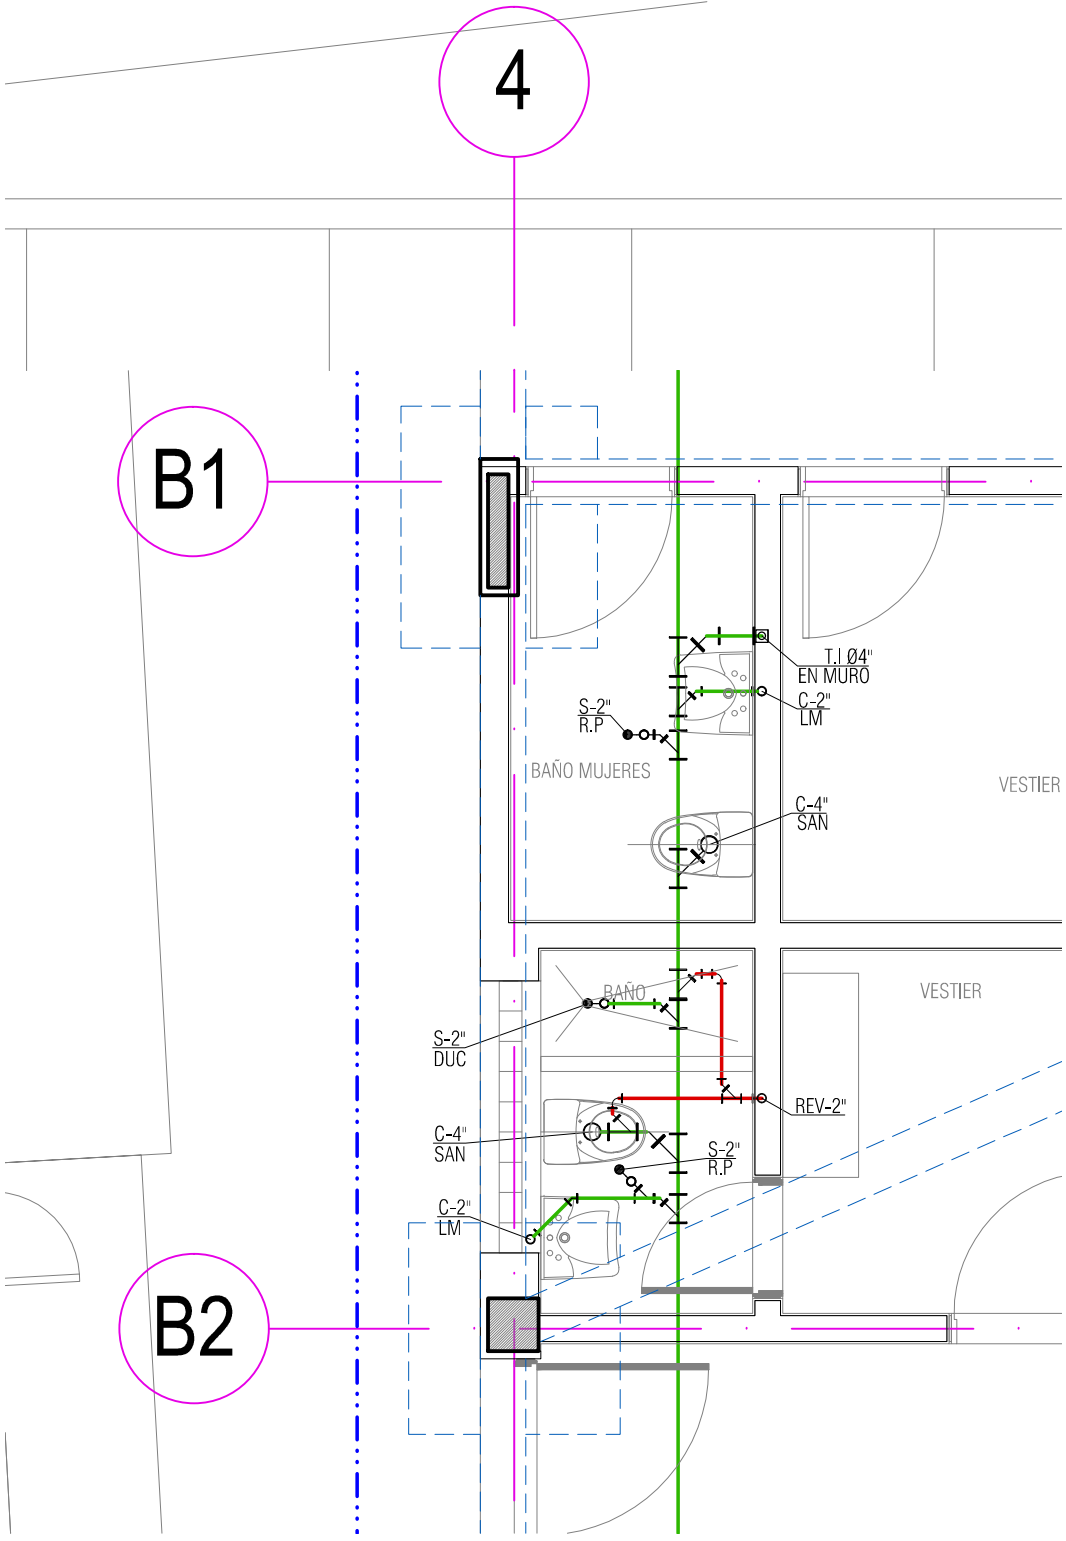 4
B1
T.I Ø4"
EN MURO
C-2"
LM
S-2"
R.P
BAÑO MUJERES
VESTIER
C-4"
SAN
BAÑO
VESTIER
S-2"
DUC
REV-2"
C-4"
SAN
S-2"
R.P
C-2"
LM
B2